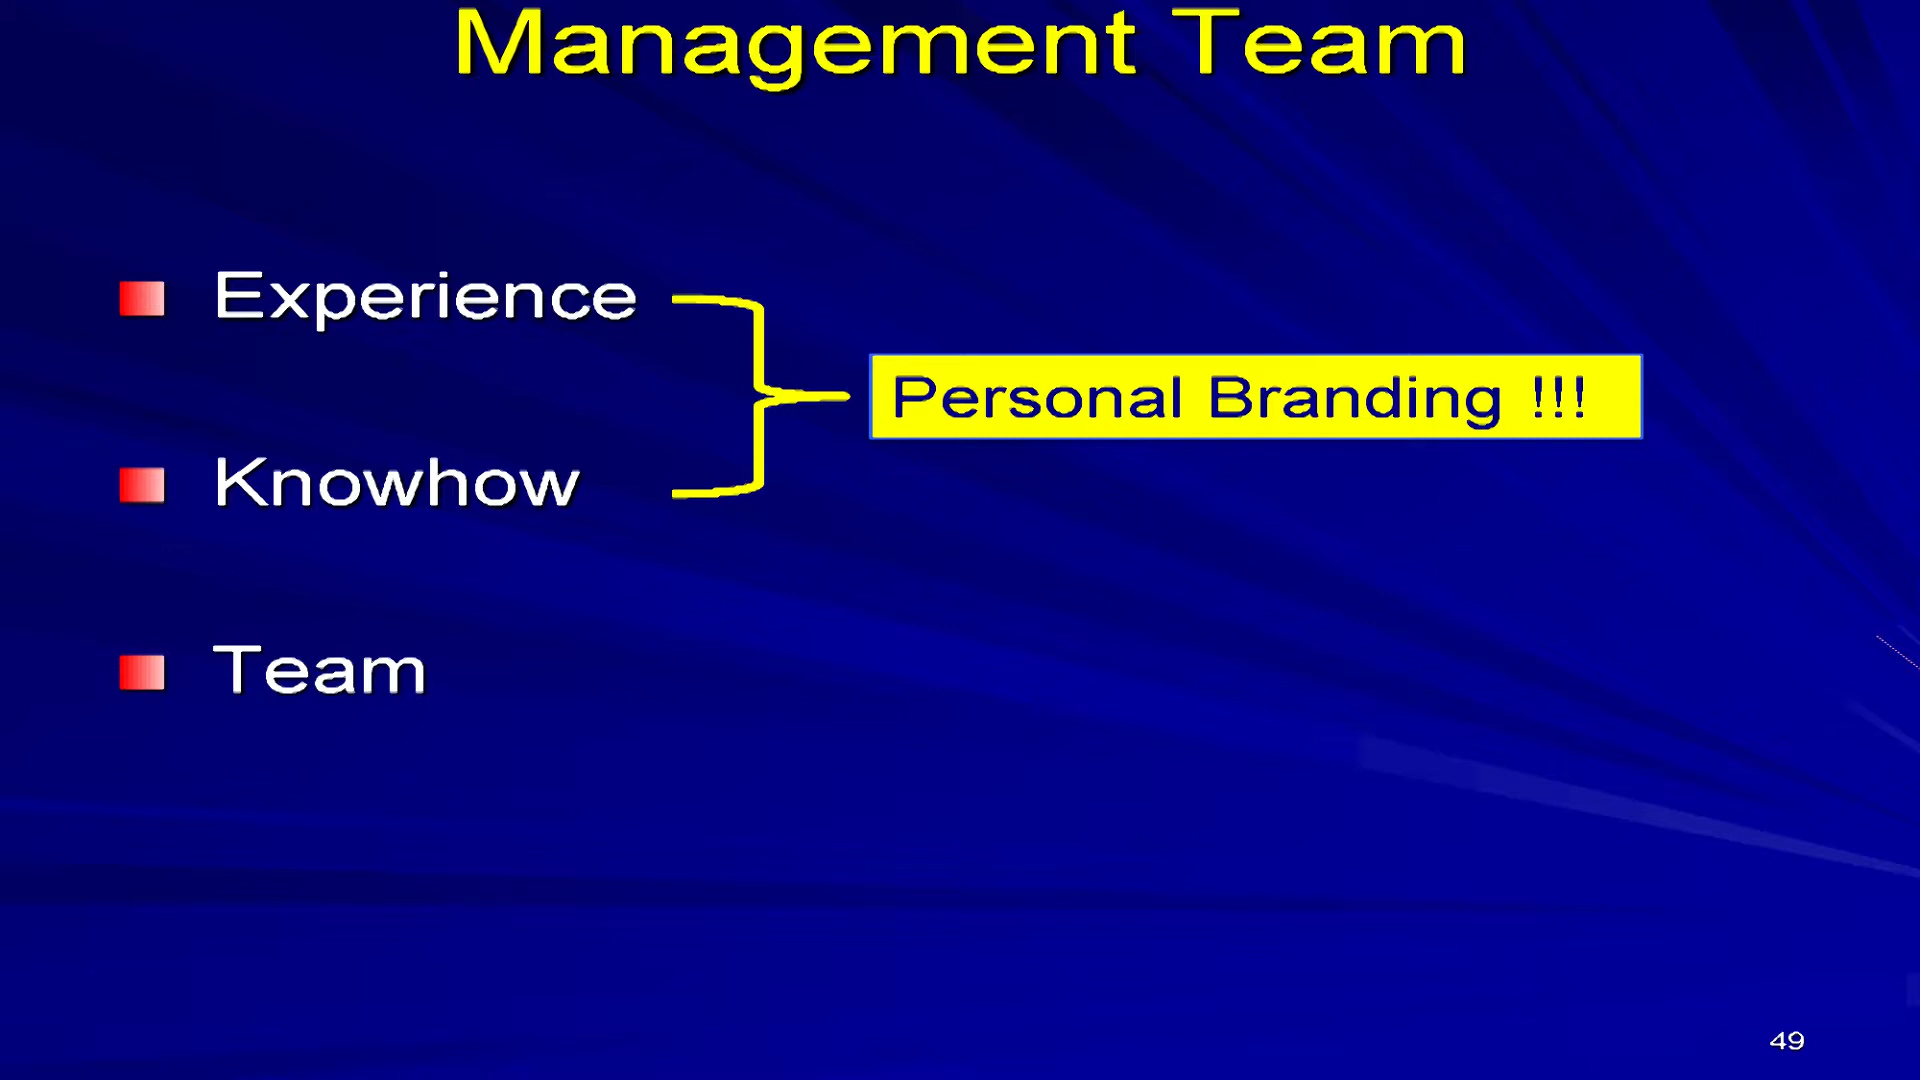 Management Team
Experience
Personal Branding !!!
Knowhow
Team
49